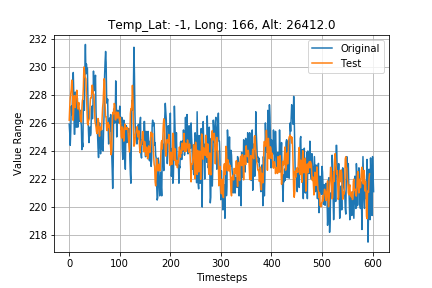 Temp_Lat: -1, Long: 166, Alt: 26412.0
Original
Test
Value Range
232
230
228
226
224
222
220
218
0 100 200 300 400 500 600
Timesteps